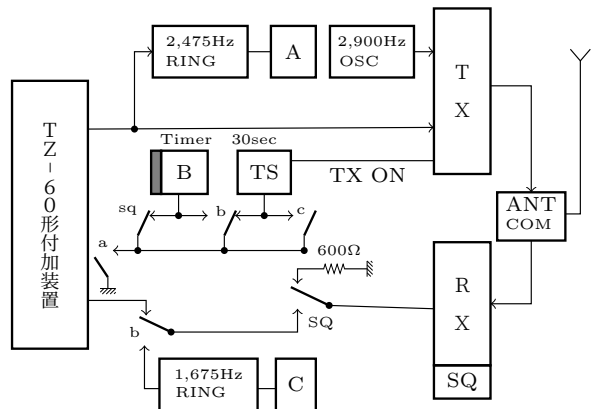 2,475Hz
RING
A
2,900Hz
OSC
T
X
TZ-60形付加装置
Timer
30sec
B
TS
TX ON
ANT
COM
sq
b
c
a
600Ω
SQ
b
R
X
SQ
1,675Hz
RING
C